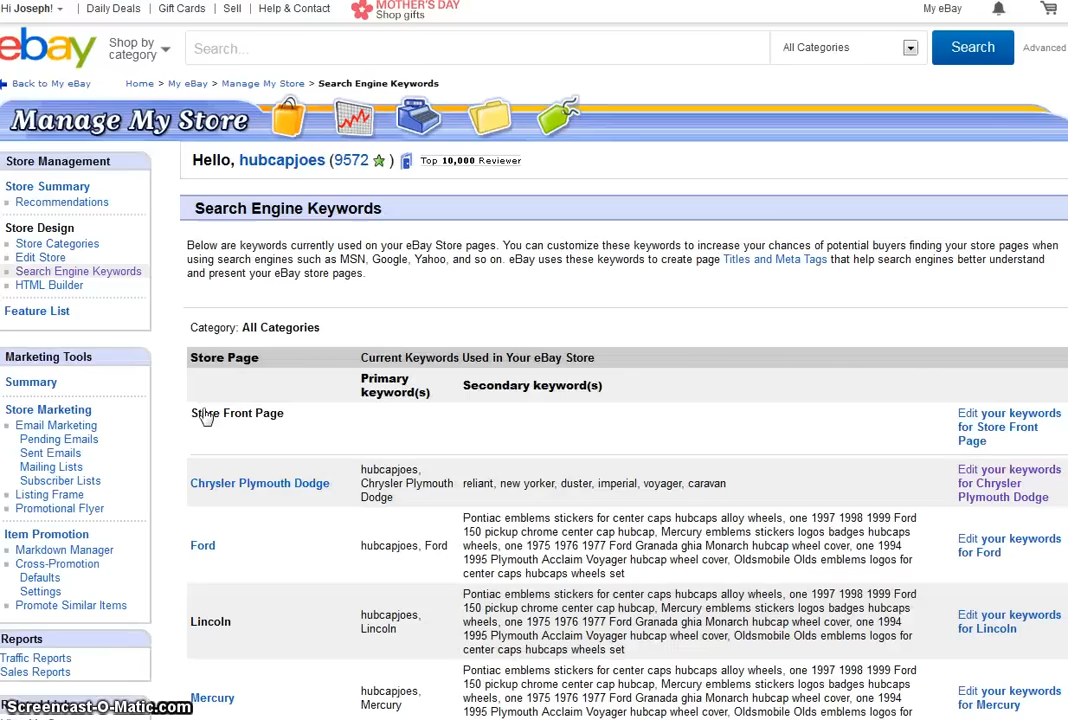 Hi Joseph! | Daily Deals | Gift Cards | Sell | Help & Contact MOTHER'S DAY My eBay
Shop gifts
ebay Shop by category Search... All Categories Search Advanced
Back to My eBay Home > My eBay > Manage My Store > Search Engine Keywords
Manage My Store
Store Management
Store Summary
Recommendations
Store Design
Store Categories
Edit Store
Search Engine Keywords
HTML Builder
Feature List
Marketing Tools
Summary
Store Marketing
Email Marketing
Pending Emails
Sent Emails
Mailing Lists
Subscriber Lists
Listing Frame
Promotional Flyer
Item Promotion
Markdown Manager
Cross-Promotion
Defaults
Settings
Promote Similar Items
Reports
Traffic Reports
Sales Reports
Screencast-O-Matic.com
Hello, hubcapjoes (9572 ) Top 10,000 Reviewer
Search Engine Keywords
Below are keywords currently used on your eBay Store pages. You can customize these keywords to increase your chances of potential buyers finding your store pages when
using search engines such as MSN, Google, Yahoo, and so on. eBay uses these keywords to create page Titles and Meta Tags that help search engines better understand
and present your eBay store pages.
Category: All Categories
Store Page Current Keywords Used in Your eBay Store
Primary
keyword(s) Secondary keyword(s)
Store Front Page
Edit your keywords
for Store Front
Page
Chrysler Plymouth Dodge
hubcapjoes,
Chrysler Plymouth
Dodge
reliant, new yorker, duster, imperial, voyager, caravan
Edit your keywords
for Chrysler
Plymouth Dodge
Ford
hubcapjoes, Ford
Pontiac emblems stickers for center caps hubcaps alloy wheels, one 1997 1998 1999 Ford
150 pickup chrome center cap hubcap, Mercury emblems stickers logos badges hubcaps
wheels, one 1975 1976 1977 Ford Granada ghia Monarch hubcap wheel cover, one 1994
1995 Plymouth Acclaim Voyager hubcap wheel cover, Oldsmobile Olds emblems logos for
center caps hubcaps wheels set
Edit your keywords
for Ford
Lincoln
hubcapjoes,
Lincoln
Pontiac emblems stickers for center caps hubcaps alloy wheels, one 1997 1998 1999 Ford
150 pickup chrome center cap hubcap, Mercury emblems stickers logos badges hubcaps
wheels, one 1975 1976 1977 Ford Granada ghia Monarch hubcap wheel cover, one 1994
1995 Plymouth Acclaim Voyager hubcap wheel cover, Oldsmobile Olds emblems logos for
center caps hubcaps wheels set
Edit your keywords
for Lincoln
Mercury
hubcapjoes,
Mercury
Pontiac emblems stickers for center caps hubcaps alloy wheels, one 1997 1998 1999 Ford
150 pickup chrome center cap hubcap, Mercury emblems stickers logos badges hubcaps
wheels, one 1975 1976 1977 Ford Granada ghia Monarch hubcap wheel cover, one 1994
1995 Plymouth Acclaim Voyager hubcap wheel cover, Oldsmobile Olds emblems logos for
Edit your keywords
for Mercury